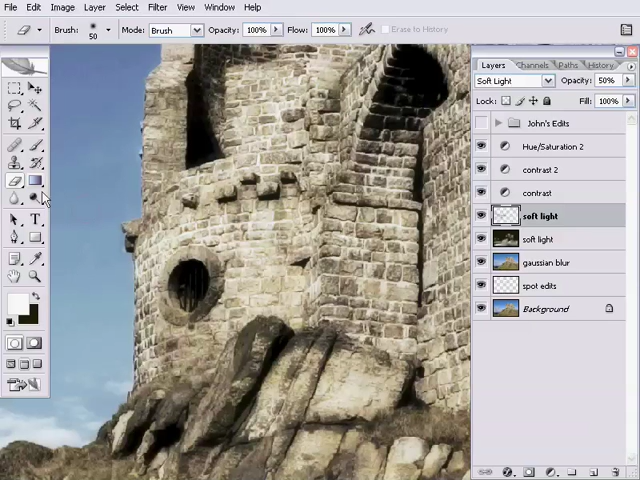 File Edit Image Layer Select Filter View Window Help
Brush: 50 Mode: Brush Opacity: 100% Flow: 100% Erase to History
Layers Channels Paths History
Soft Light Opacity: 50%
Lock: Fill: 100%
John's Edits
Hue/Saturation 2
contrast 2
contrast
soft light
soft light
gaussian blur
spot edits
Background
T